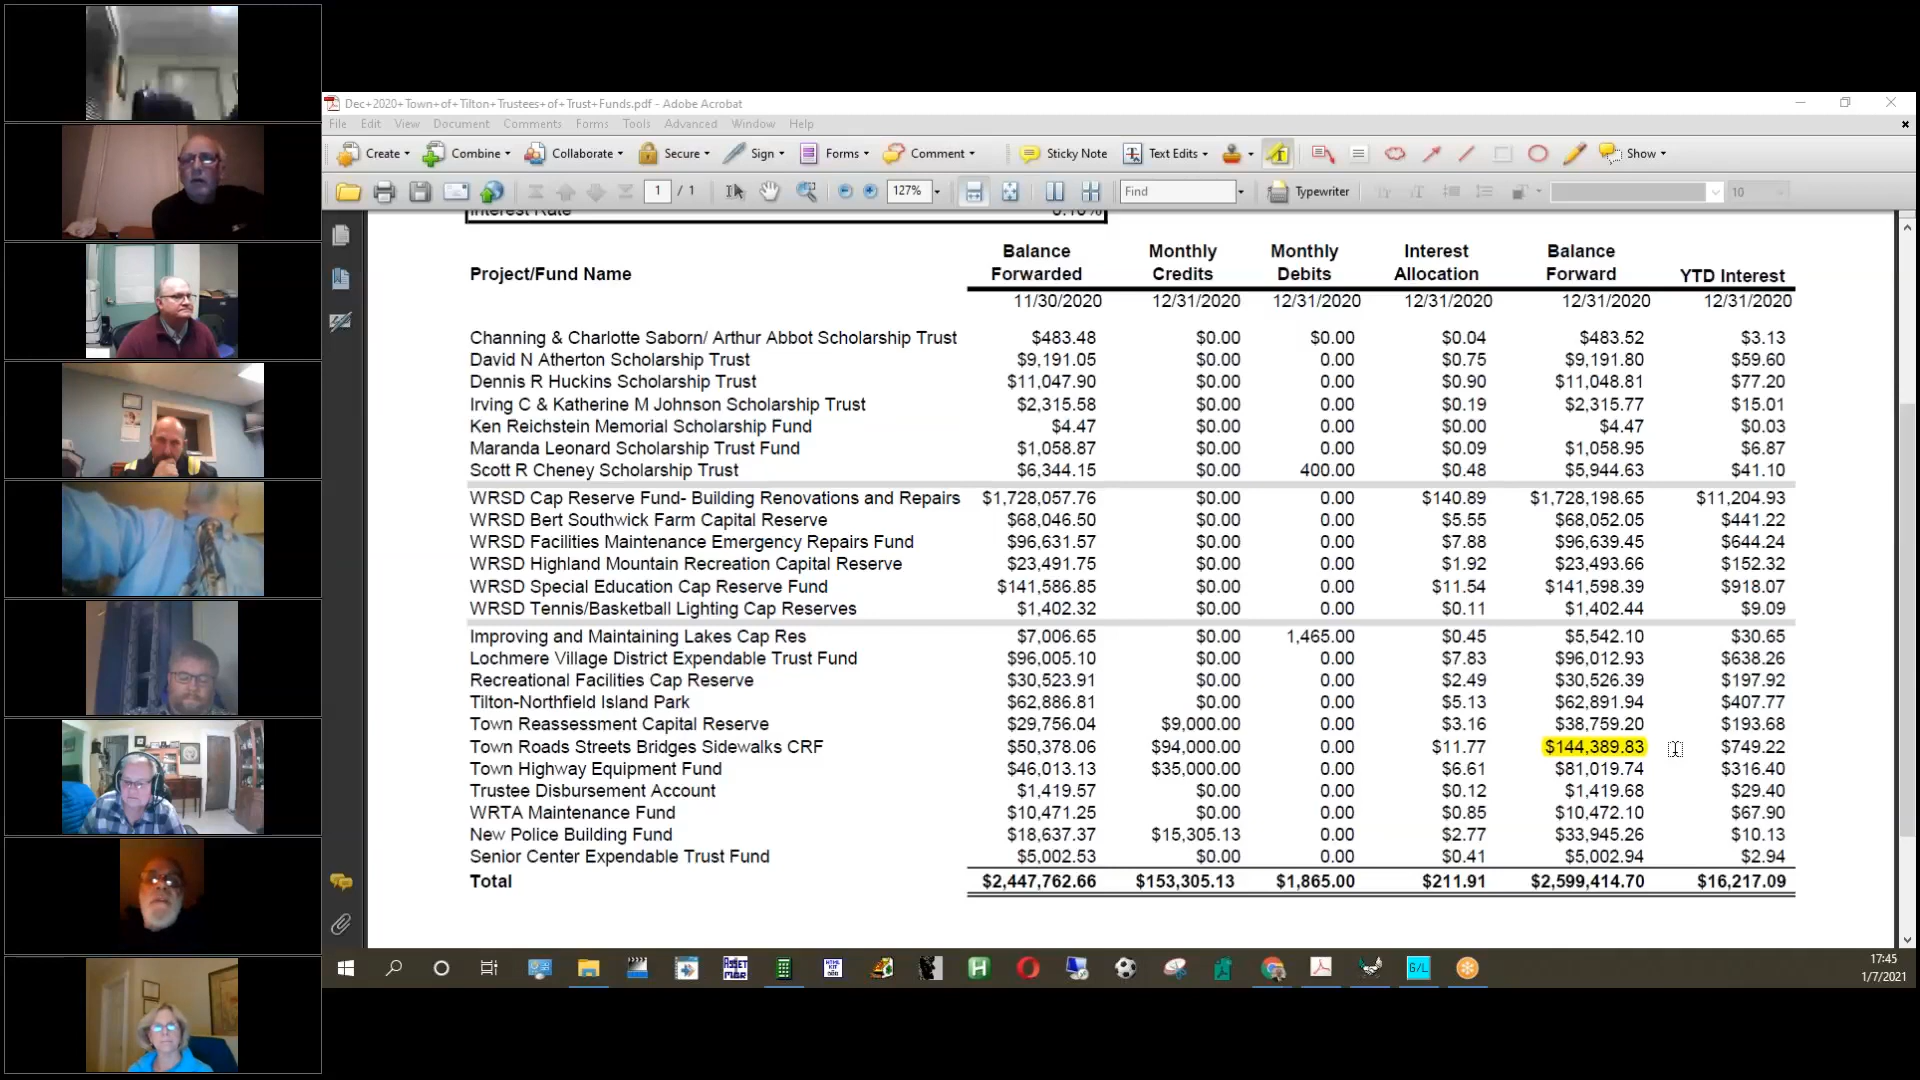 Dec+2020+Town+of+Tilton+Trustees+of+Trust+Funds.pdf - Adobe Acrobat
File Edit View Document Comments Forms Tools Advanced Window Help
Create Combine Collaborate Secure Sign Forms Comment Sticky Note Text Edits Show
1 / 1 127% Find Typewriter 10
Interest Rate
Balance Monthly Monthly Interest Balance
Project/Fund Name Forwarded Credits Debits Allocation Forward YTD Interest
11/30/2020 12/31/2020 12/31/2020 12/31/2020 12/31/2020 12/31/2020
Channing & Charlotte Saborn/ Arthur Abbot Scholarship Trust $483.48 $0.00 $0.00 $0.04 $483.52 $3.13
David N Atherton Scholarship Trust $9,191.05 $0.00 0.00 $0.75 $9,191.80 $59.60
Dennis R Huckins Scholarship Trust $11,047.90 $0.00 0.00 $0.90 $11,048.81 $77.20
Irving C & Katherine M Johnson Scholarship Trust $2,315.58 $0.00 0.00 $0.19 $2,315.77 $15.01
Ken Reichstein Memorial Scholarship Fund $4.47 $0.00 0.00 $0.00 $4.47 $0.03
Maranda Leonard Scholarship Trust Fund $1,058.87 $0.00 0.00 $0.09 $1,058.95 $6.87
Scott R Cheney Scholarship Trust $6,344.15 $0.00 400.00 $0.48 $5,944.63 $41.10
WRSD Cap Reserve Fund- Building Renovations and Repairs $1,728,057.76 $0.00 0.00 $140.89 $1,728,198.65 $11,204.93
WRSD Bert Southwick Farm Capital Reserve $68,046.50 $0.00 0.00 $5.55 $68,052.05 $441.22
WRSD Facilities Maintenance Emergency Repairs Fund $96,631.57 $0.00 0.00 $7.88 $96,639.45 $644.24
WRSD Highland Mountain Recreation Capital Reserve $23,491.75 $0.00 0.00 $1.92 $23,493.66 $152.32
WRSD Special Education Cap Reserve Fund $141,586.85 $0.00 0.00 $11.54 $141,598.39 $918.07
WRSD Tennis/Basketball Lighting Cap Reserves $1,402.32 $0.00 0.00 $0.11 $1,402.44 $9.09
Improving and Maintaining Lakes Cap Res $7,006.65 $0.00 1,465.00 $0.45 $5,542.10 $30.65
Lochmere Village District Expendable Trust Fund $96,005.10 $0.00 0.00 $7.83 $96,012.93 $638.26
Recreational Facilities Cap Reserve $30,523.91 $0.00 0.00 $2.49 $30,526.39 $197.92
Tilton-Northfield Island Park $62,886.81 $0.00 0.00 $5.13 $62,891.94 $407.77
Town Reassessment Capital Reserve $29,756.04 $9,000.00 0.00 $3.16 $38,759.20 $193.68
Town Roads Streets Bridges Sidewalks CRF $50,378.06 $94,000.00 0.00 $11.77 $144,389.83 $749.22
Town Highway Equipment Fund $46,013.13 $35,000.00 0.00 $6.61 $81,019.74 $316.40
Trustee Disbursement Account $1,419.57 $0.00 0.00 $0.12 $1,419.68 $29.40
WRTA Maintenance Fund $10,471.25 $0.00 0.00 $0.85 $10,472.10 $67.90
New Police Building Fund $18,637.37 $15,305.13 0.00 $2.77 $33,945.26 $10.13
Senior Center Expendable Trust Fund $5,002.53 $0.00 0.00 $0.41 $5,002.94 $2.94
Total $2,447,762.66 $153,305.13 $1,865.00 $211.91 $2,599,414.70 $16,217.09
ASSET MGR G/L
17:45
1/7/2021